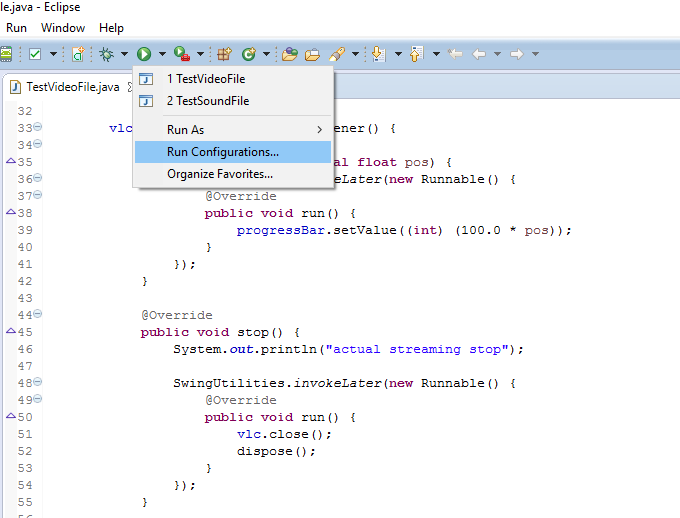 le.java - Eclipse
Run Window Help
TestVideoFile.java
1 TestVideoFile
2 TestSoundFile
Run As
Run Configurations...
Organize Favorites...
32
33 vlc ener() {
34
35 al float pos) {
36 keLater(new Runnable() {
37 @Override
38 public void run() {
39 progressBar.setValue((int) (100.0 * pos));
40 }
41 });
42 }
43
44 @Override
45 public void stop() {
46 System.out.println("actual streaming stop");
47
48 SwingUtilities.invokeLater(new Runnable() {
49 @Override
50 public void run() {
51 vlc.close();
52 dispose();
53 }
54 });
55 }
56